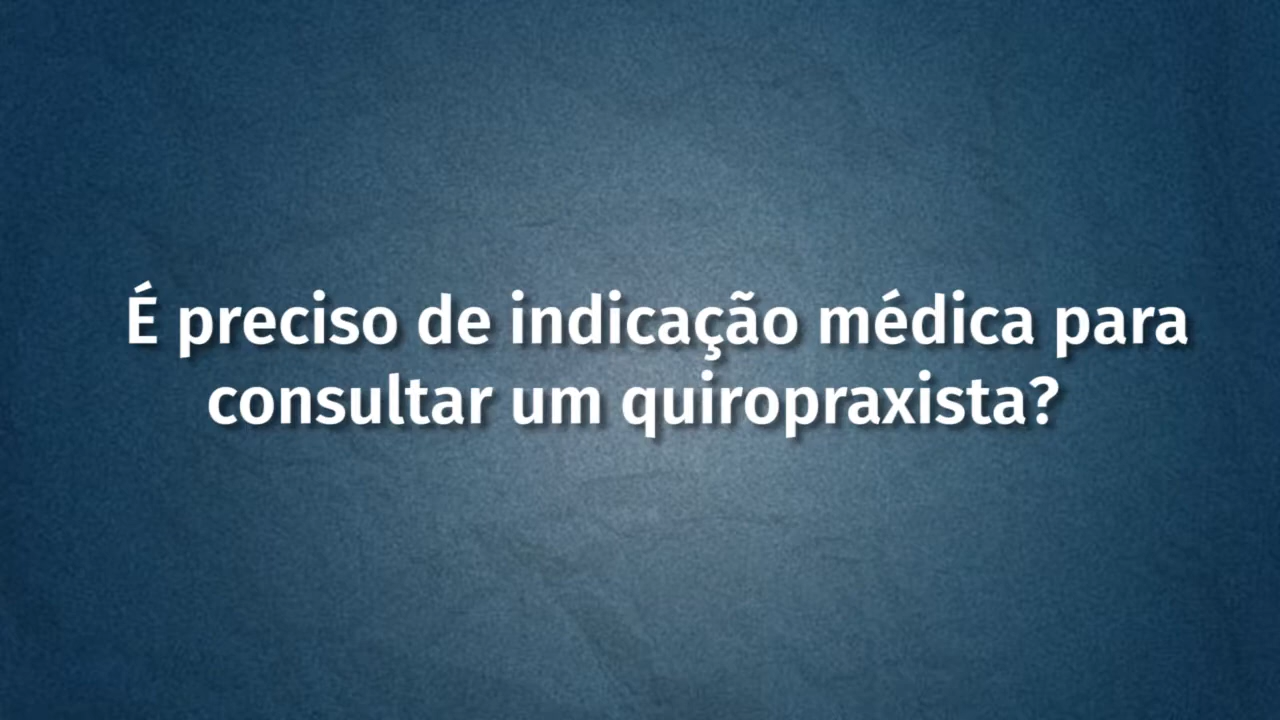 É preciso de indicação médica para
consultar um quiropraxista?